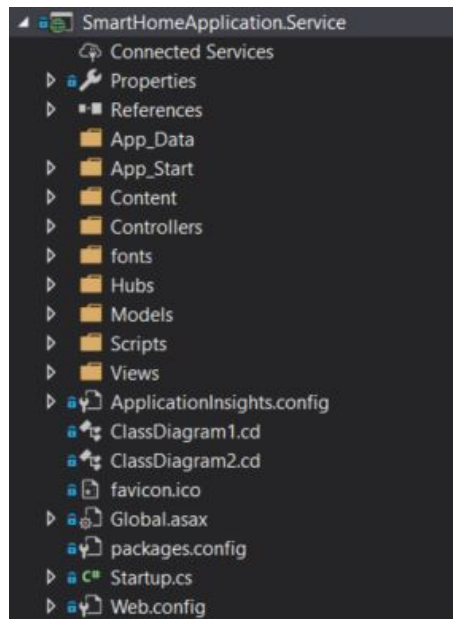 SmartHomeApplication.Service
Connected Services
Properties
References
App_Data
App_Start
Content
Controllers
fonts
Hubs
Models
Scripts
Views
ApplicationInsights.config
ClassDiagram1.cd
ClassDiagram2.cd
favicon.ico
Global.asax
packages.config
C# Startup.cs
Web.config